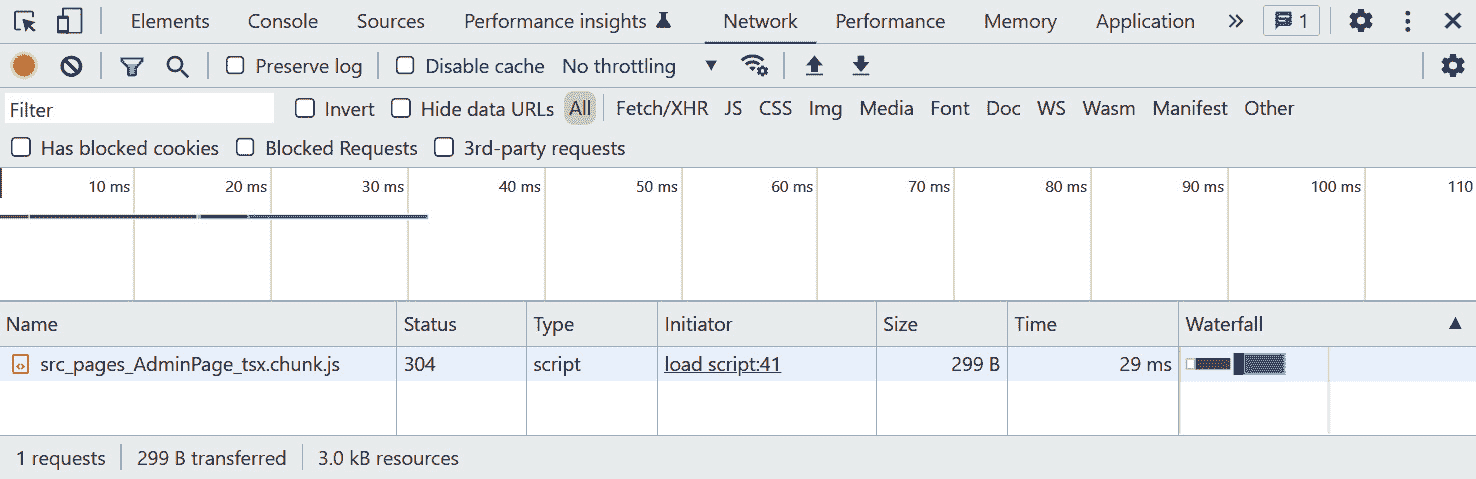 Elements Console Sources Performance insights Network Performance Memory Application » 1
Preserve log Disable cache No throttling
Filter Invert Hide data URLs All Fetch/XHR JS CSS Img Media Font Doc WS Wasm Manifest Other
Has blocked cookies Blocked Requests 3rd-party requests
10 ms 20 ms 30 ms 40 ms 50 ms 60 ms 70 ms 80 ms 90 ms 100 ms 110
Name Status Type Initiator Size Time Waterfall
src_pages_AdminPage_tsx.chunk.js 304 script load script:41 299 B 29 ms
1 requests 299 B transferred 3.0 kB resources